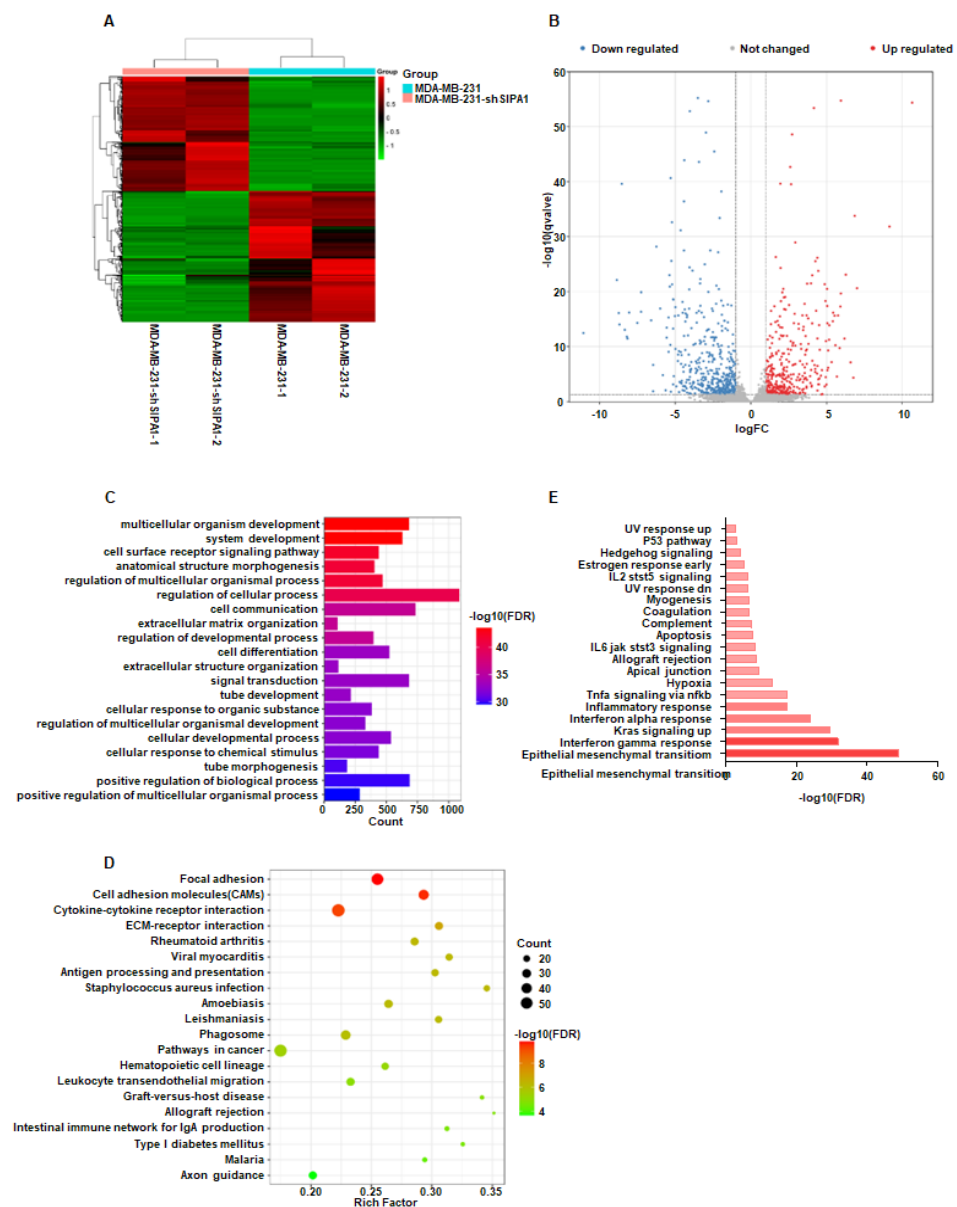 A
Group
1
- 0.5
- 0.5
- 1
Group
MDA-MB-231
MDA-MB-231-sh SIPA1
MDA-MB-231-sh SIPA1-1
MDA-MB-231-sh SIPA1-2
MDA-MB-231-1
MDA-MB-231-2
B
Down regulated
Not changed
Up regulated
60
50
40
30
20
10
0
-log10(qvalve)
-10
-5
0
5
10
logFC
C
multicellular organism development
system development
cell surface receptor signaling pathway
anatomical structure morphogenesis
regulation of multicellular organismal process
regulation of cellular process
cell communication
extracellular matrix organization
regulation of developmental process
cell differentiation
extracellular structure organization
signal transduction
tube development
cellular response to organic substance
regulation of multicellular organismal development
cellular developmental process
cellular response to chemical stimulus
tube morphogenesis
positive regulation of biological process
positive regulation of multicellular organismal process
0
250
500
750
1000
Count
-log10(FDR)
40
35
30
E
UV response up
P53 pathway
Hedgehog signaling
Estrogen response early
IL2 stst5 signaling
UV response dn
Myogenesis
Coagulation
Complement
Apoptosis
IL6 jak stst3 signaling
Allograft rejection
Apical junction
Hypoxia
Tnfa signaling via nfkb
Inflammatory response
Interferon alpha response
Kras signaling up
Interferon gamma response
Epithelial mesenchymal transitiom
Epithelial mesenchymal transition
0
20
40
60
-log10(FDR)
D
Focal adhesion
Cell adhesion molecules(CAMs)
Cytokine-cytokine receptor interaction
ECM-receptor interaction
Rheumatoid arthritis
Viral myocarditis
Antigen processing and presentation
Staphylococcus aureus infection
Amoebiasis
Leishmaniasis
Phagosome
Pathways in cancer
Hematopoietic cell lineage
Leukocyte transendothelial migration
Graft-versus-host disease
Allograft rejection
Intestinal immune network for IgA production
Type I diabetes mellitus
Malaria
Axon guidance
0.20
0.25
0.30
0.35
Rich Factor
Count
20
30
40
50
-log10(FDR)
8
6
4